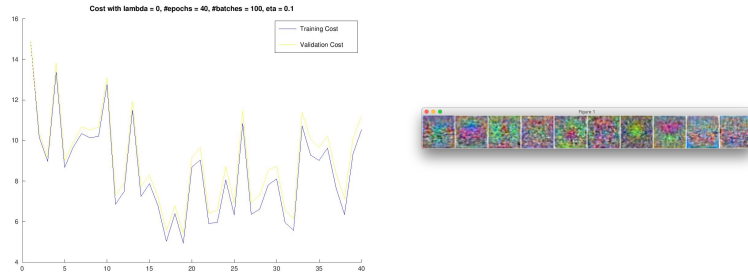 Cost with lambda = 0, #epochs = 40, #batches = 100, eta = 0.1
16
14
12
10
8
6
4
0 5 10 15 20 25 30 35 40
Training Cost
Validation Cost
Figure 1